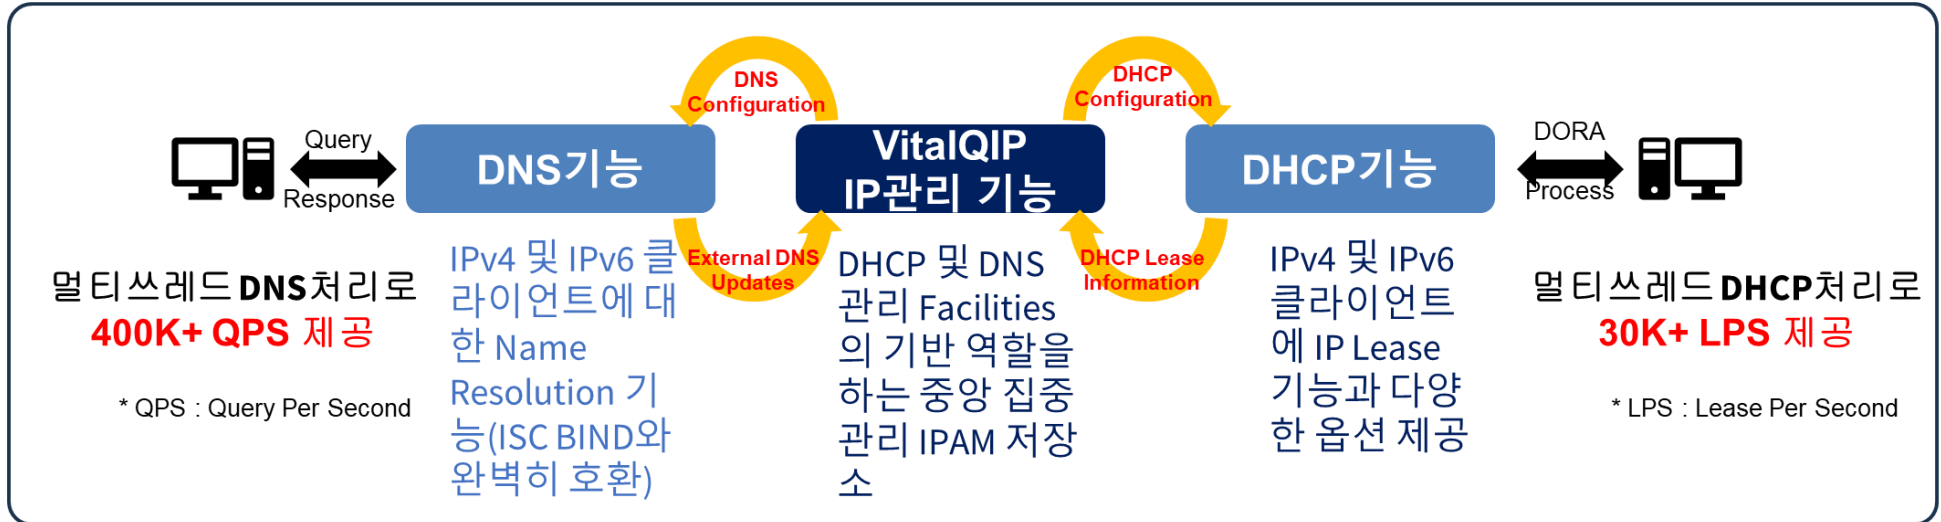 DNS
Configuration
DHCP
Configuration
Query
Response
DNS기능
VitalQIP
IP관리 기능
DHCP기능
DORA
Process
External DNS
Updates
DHCP Lease
Information
멀티쓰레드DNS처리로
400K+ QPS 제공
* QPS : Query Per Second
IPv4 및 IPv6 클
라이언트에 대
한 Name
Resolution 기
능(ISC BIND와
완벽히 호환)
DHCP 및 DNS
관리 Facilities
의 기반 역할을
하는 중앙 집중
관리 IPAM 저장
소
IPv4 및 IPv6
클라이언트
에 IP Lease
기능과 다양
한 옵션 제공
멀티쓰레드DHCP처리로
30K+ LPS 제공
* LPS : Lease Per Second